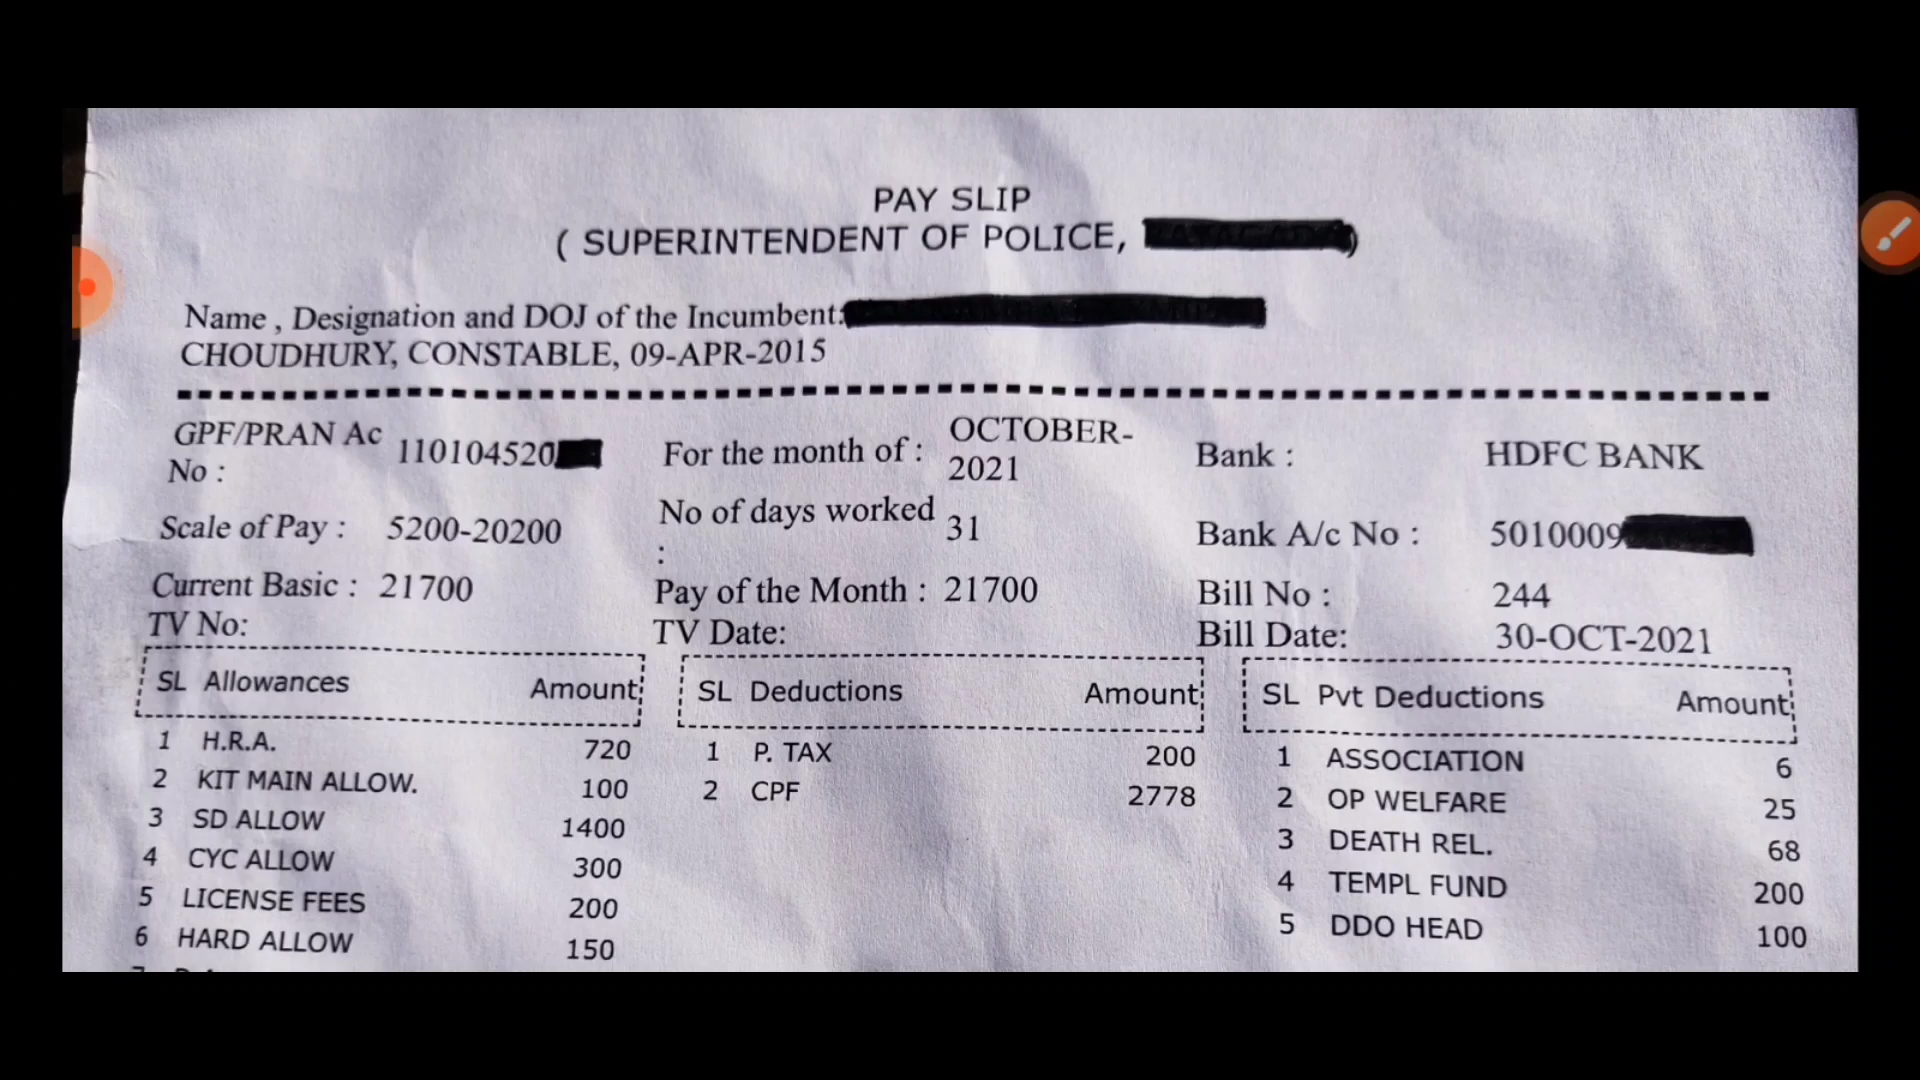 PAY SLIP
( SUPERINTENDENT OF POLICE, )
Name , Designation and DOJ of the Incumbent:
CHOUDHURY, CONSTABLE, 09-APR-2015
GPF/PRAN Ac No : 110104520 For the month of : OCTOBER-2021 Bank : HDFC BANK
Scale of Pay : 5200-20200 No of days worked : 31 Bank A/c No : 5010009
Current Basic : 21700 Pay of the Month : 21700 Bill No : 244
TV No: TV Date: Bill Date: 30-OCT-2021
SL Allowances Amount SL Deductions Amount SL Pvt Deductions Amount
1 H.R.A. 720 1 P. TAX 200 1 ASSOCIATION 6
2 KIT MAIN ALLOW. 100 2 CPF 2778 2 OP WELFARE 25
3 SD ALLOW 1400 3 DEATH REL. 68
4 CYC ALLOW 300 4 TEMPL FUND 200
5 LICENSE FEES 200 5 DDO HEAD 100
6 HARD ALLOW 150